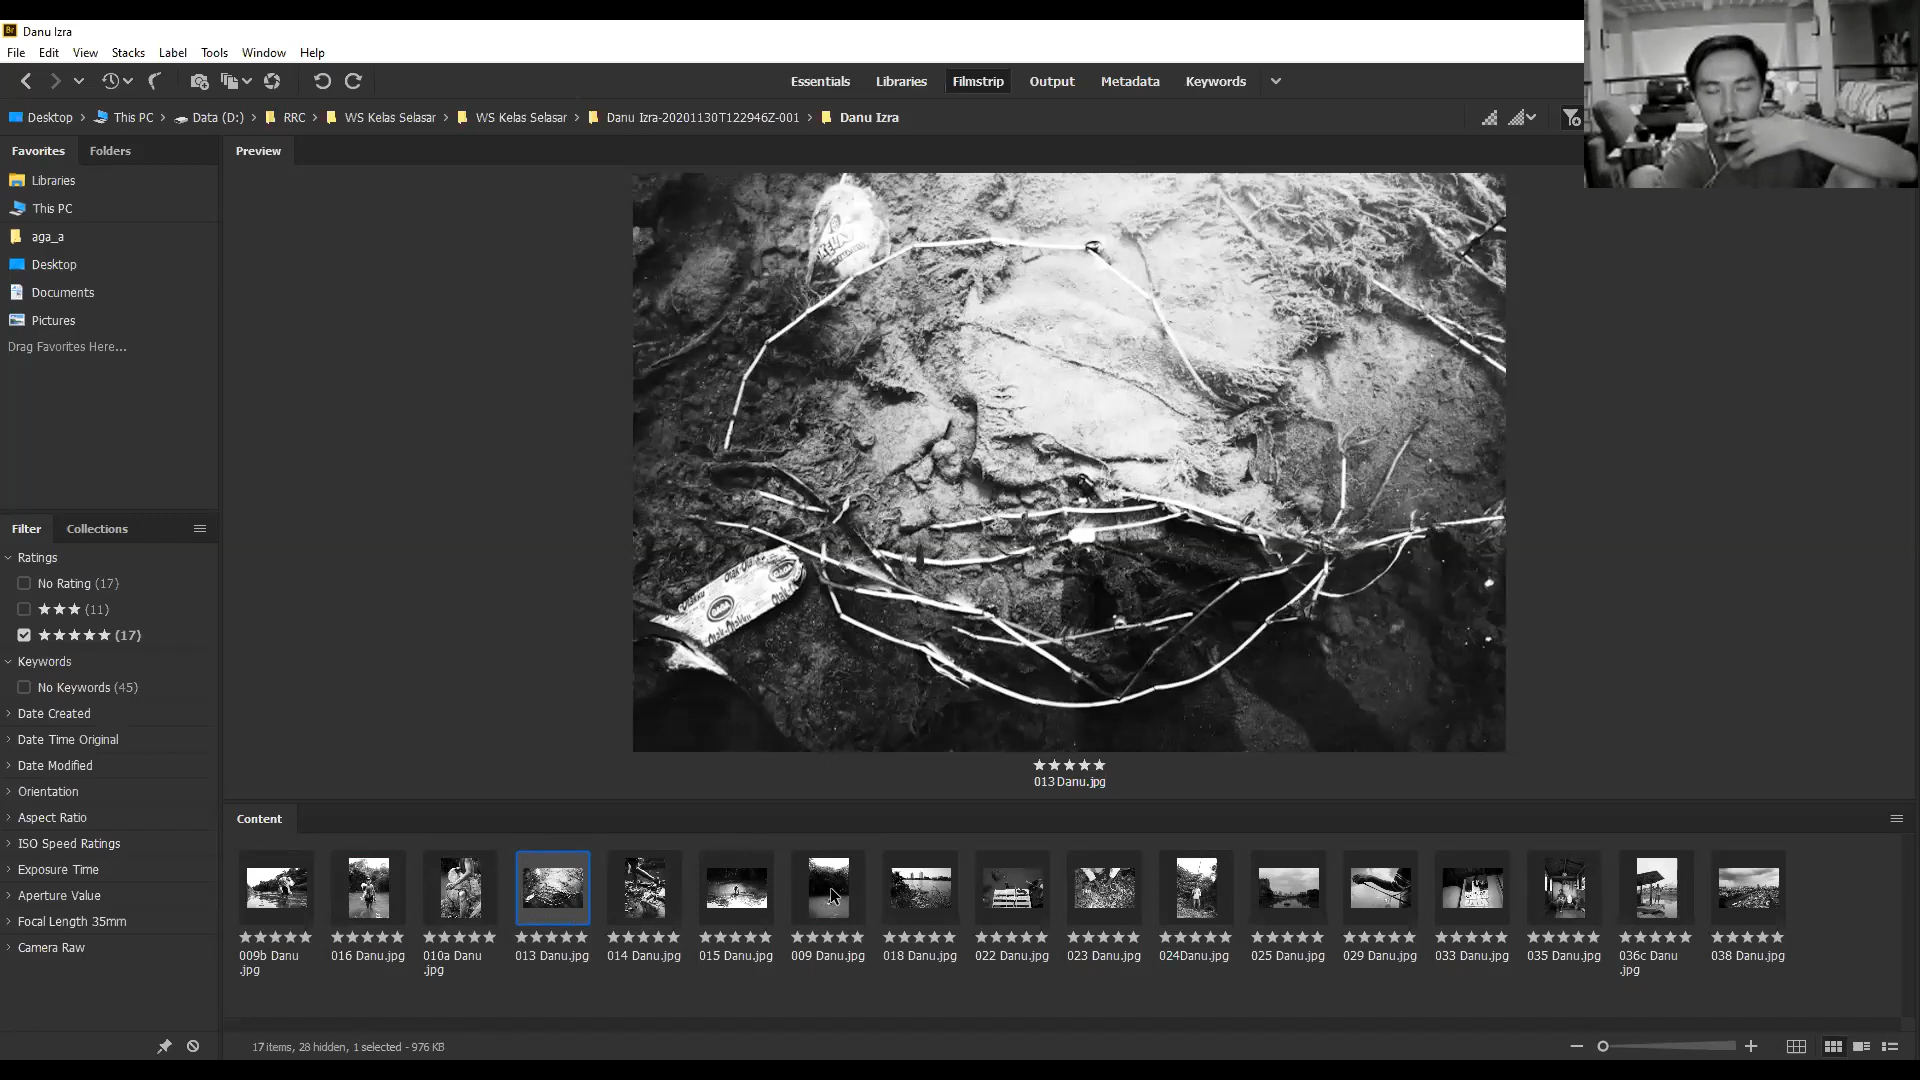 Br Danu Izra
File Edit View Stacks Label Tools Window Help
Essentials Libraries Filmstrip Output Metadata Keywords
Desktop This PC Data (D:) RRC WS Kelas Selasar WS Kelas Selasar Danu Izra-20201130T122946Z-001 Danu Izra
Favorites Folders
Preview
Libraries
This PC
aga_a
Desktop
Documents
Pictures
Drag Favorites Here...
GAGA
Otak-Otakku
Filter Collections
Ratings
No Rating (17)
★★★ (11)
★★★★★ (17)
Keywords
No Keywords (45)
Date Created
Date Time Original
Date Modified
Orientation
Aspect Ratio
ISO Speed Ratings
Exposure Time
Aperture Value
Focal Length 35mm
Camera Raw
013 Danu.jpg
Content
009b Danu
.jpg
016 Danu.jpg
010a Danu
.jpg
013 Danu.jpg
014 Danu.jpg
015 Danu.jpg
009 Danu.jpg
018 Danu.jpg
022 Danu.jpg
023 Danu.jpg
024Danu.jpg
025 Danu.jpg
029 Danu.jpg
033 Danu.jpg
035 Danu.jpg
036c Danu
.jpg
038 Danu.jpg
17 items, 28 hidden, 1 selected - 976 KB